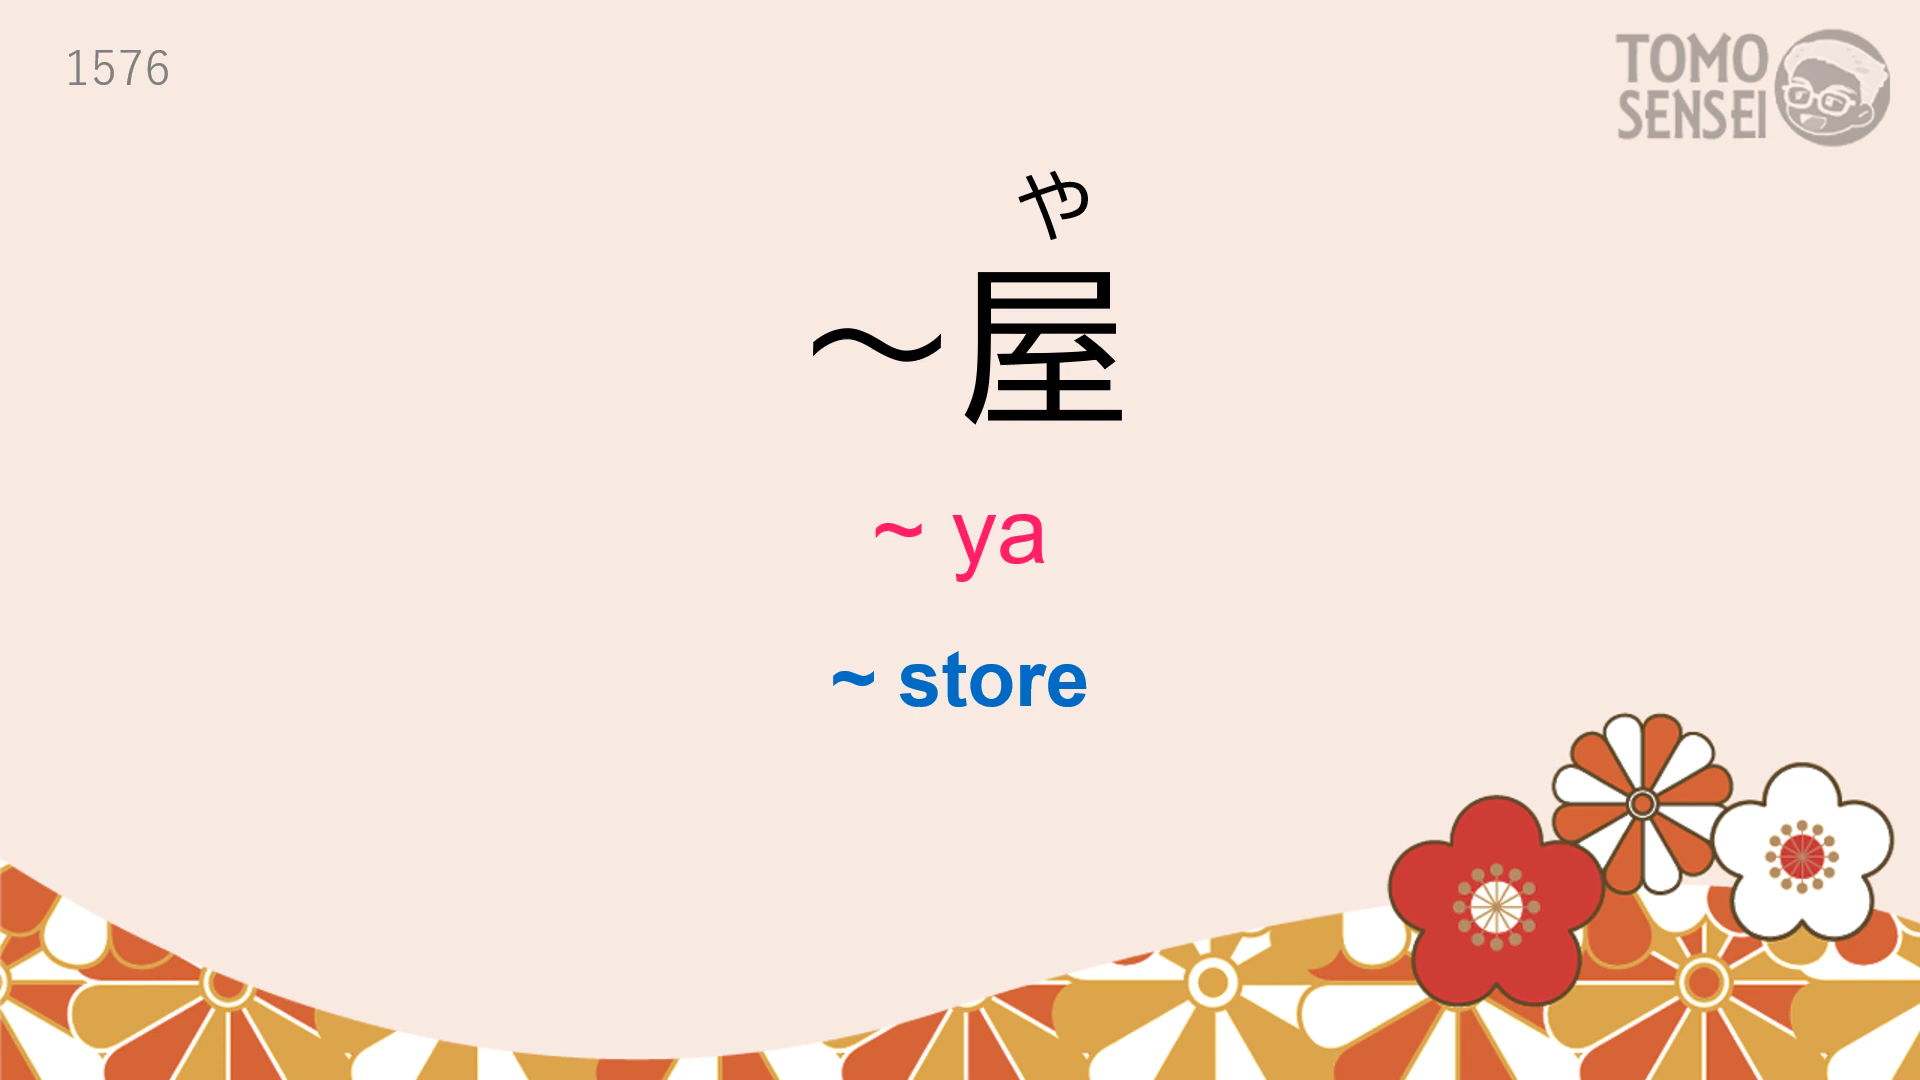 1576
TOMO
SENSEI
や
～屋
~ ya
~ store